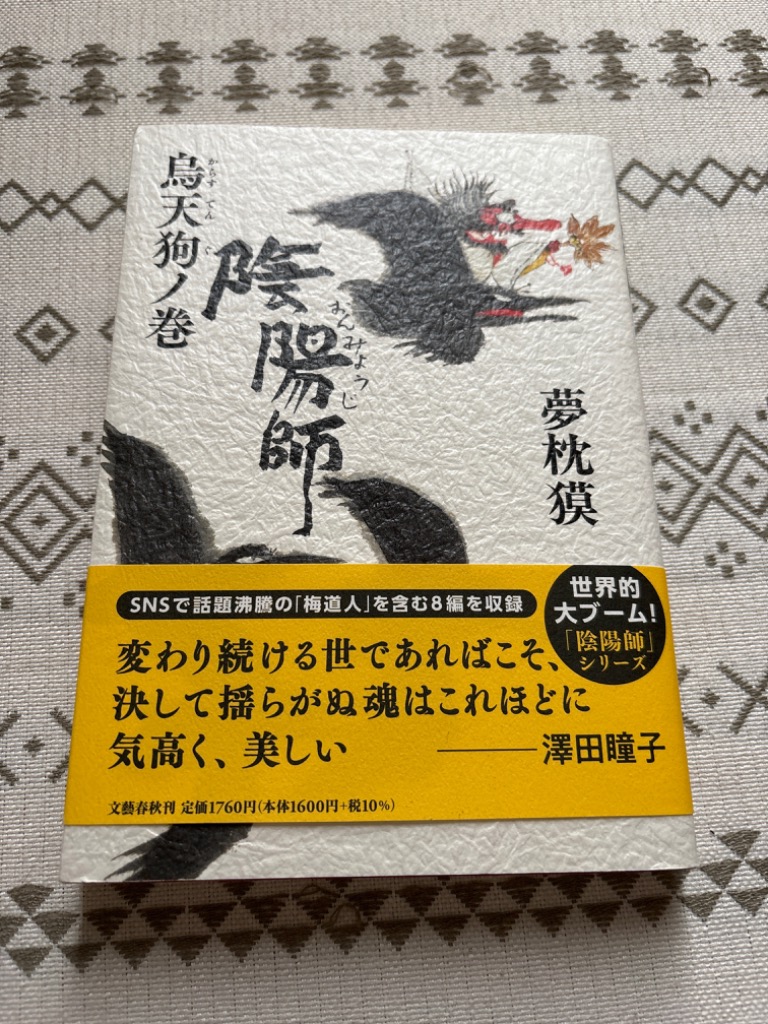 陰陽師
おんみょうじ
烏天狗ノ巻
からすてんぐ
夢枕獏
SNSで話題沸騰の「梅道人」を含む8編を収録
世界的
大ブーム!
「陰陽師」
シリーズ
変わり続ける世であればこそ、
決して揺らがぬ魂はこれほどに
気高く、美しい
——澤田瞳子
文藝春秋刊 定価1760円(本体1600円+税10%)